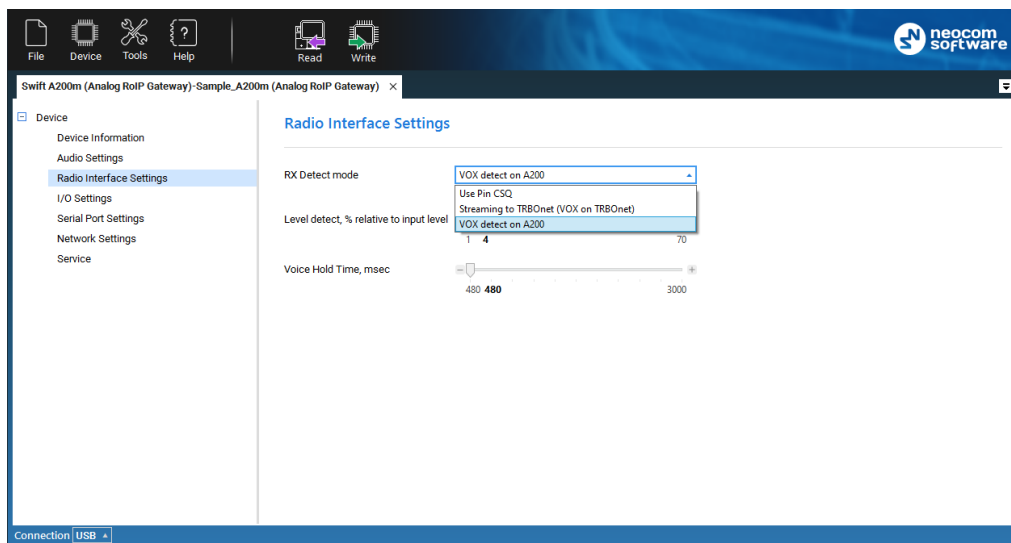 File Device Tools Help Read Write
neocom
software
Swift A200m (Analog RoIP Gateway)-Sample_A200m (Analog RoIP Gateway) ×
Device
Device Information
Audio Settings
Radio Interface Settings
I/O Settings
Serial Port Settings
Network Settings
Service
Radio Interface Settings
RX Detect mode VOX detect on A200
Use Pin CSQ
Streaming to TRBOnet (VOX on TRBOnet)
VOX detect on A200
Level detect, % relative to input level
1 4 70
Voice Hold Time, msec
480 480 3000
Connection USB